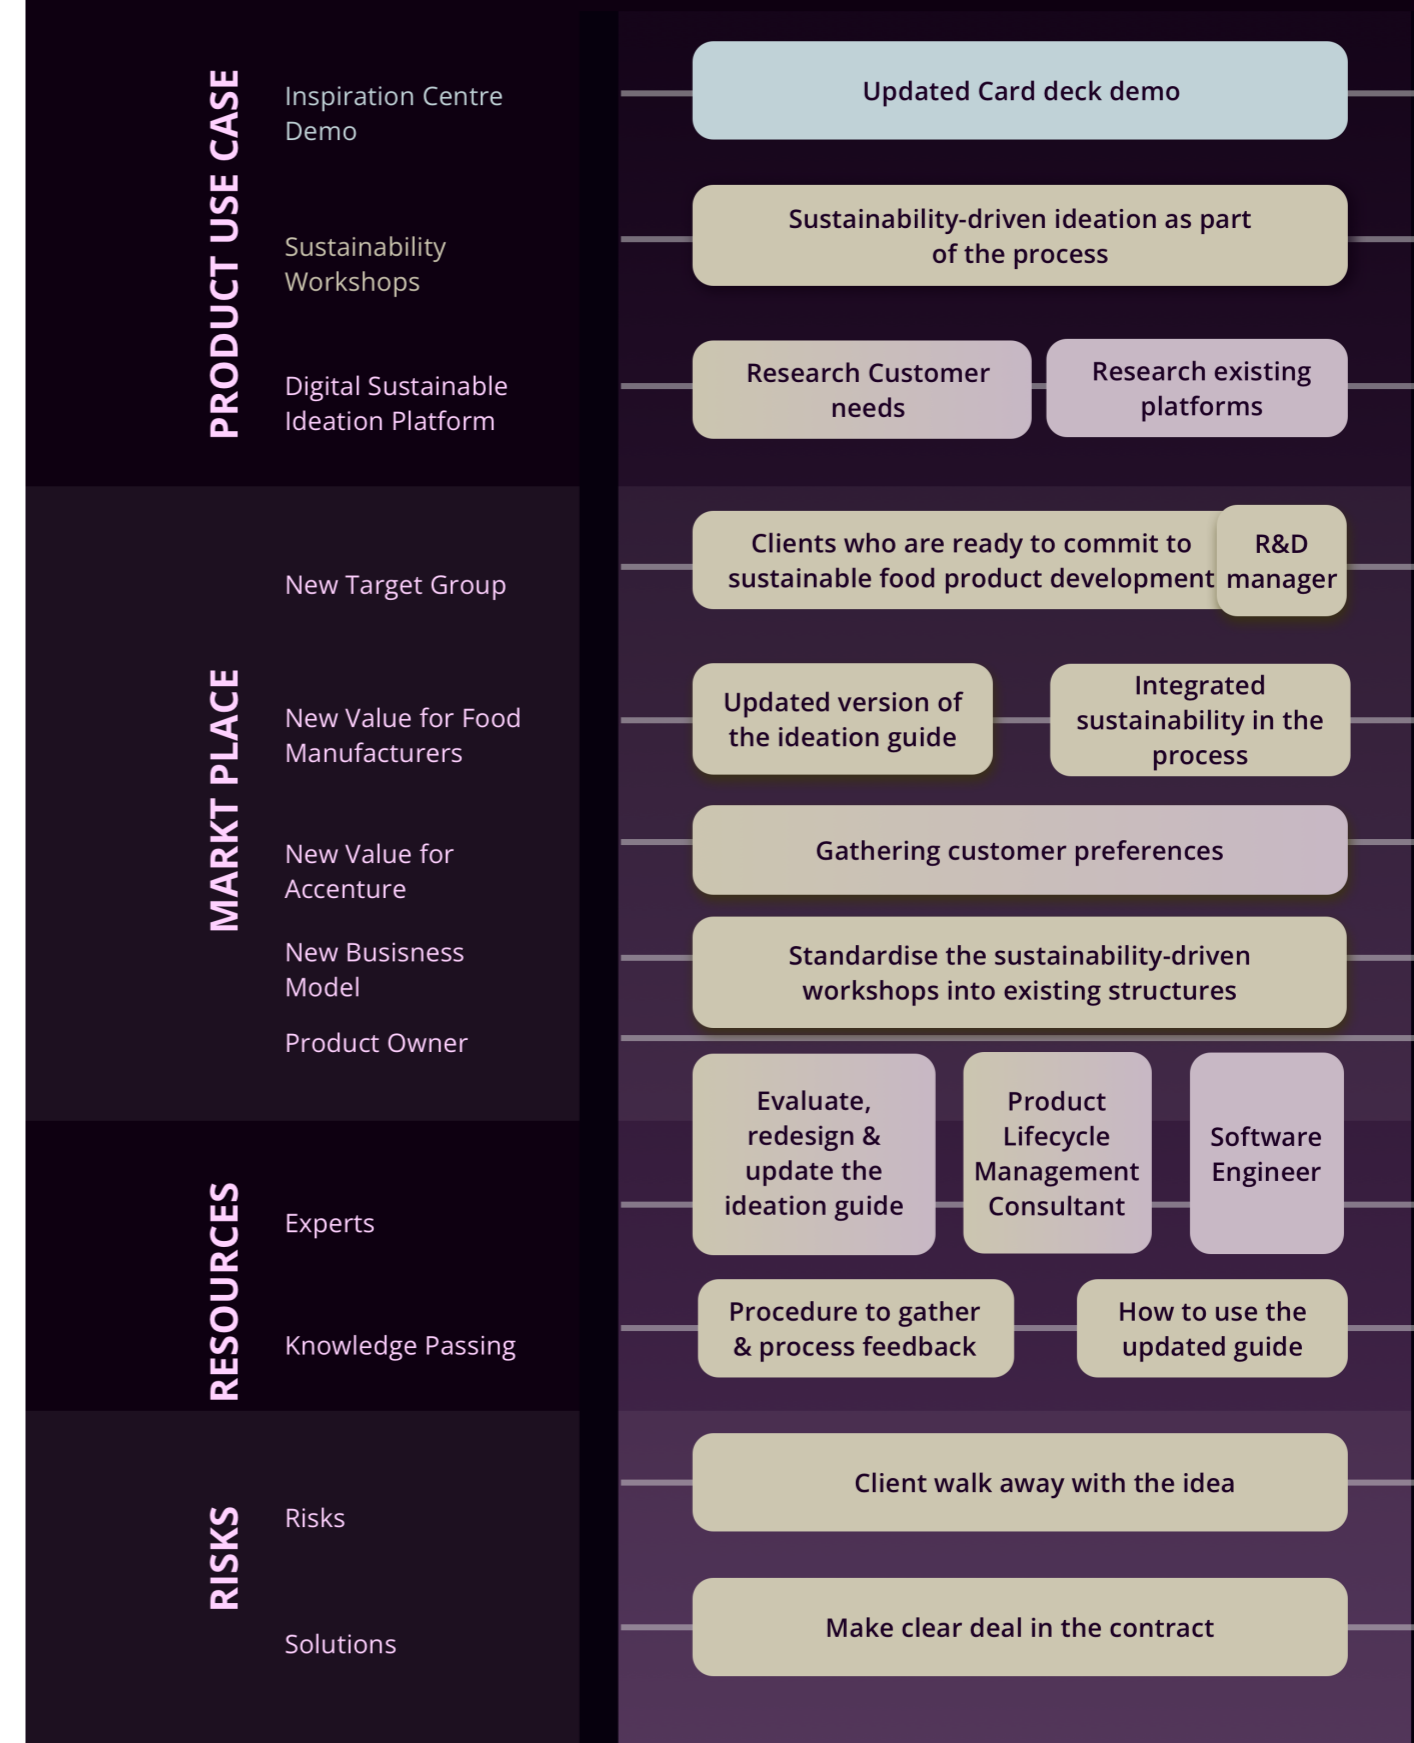 PRODUCT USE CASE
Inspiration Centre
Demo
Updated Card deck demo
Sustainability
Workshops
Sustainability-driven ideation as part
of the process
Digital Sustainable
Ideation Platform
Research Customer
needs
Research existing
platforms
MARKT PLACE
New Target Group
Clients who are ready to commit to
sustainable food product development
R&D
manager
New Value for Food
Manufacturers
Updated version of
the ideation guide
Integrated
sustainability in the
process
New Value for
Accenture
Gathering customer preferences
New Busisness
Model
Standardise the sustainability-driven
workshops into existing structures
Product Owner
RESOURCES
Experts
Evaluate,
redesign &
update the
ideation guide
Product
Lifecycle
Management
Consultant
Software
Engineer
Knowledge Passing
Procedure to gather
& process feedback
How to use the
updated guide
RISKS
Risks
Client walk away with the idea
Solutions
Make clear deal in the contract